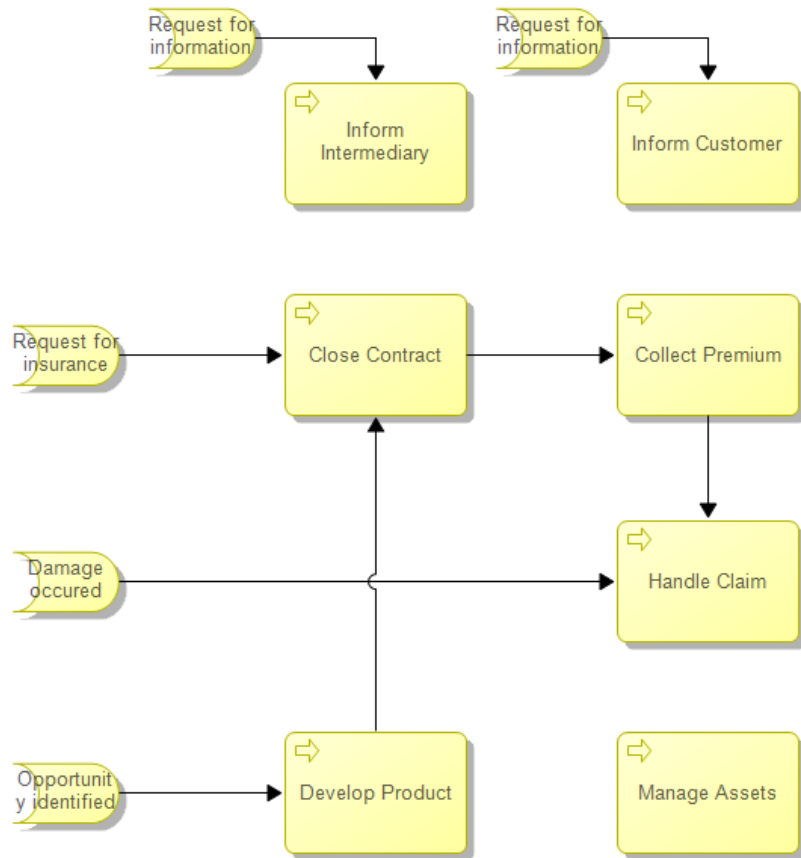 Request for
information
Request for
information
Inform
Intermediary
Inform Customer
Request for
insurance
Close Contract
Collect Premium
Damage
occured
Handle Claim
Opportunit
y identified
Develop Product
Manage Assets